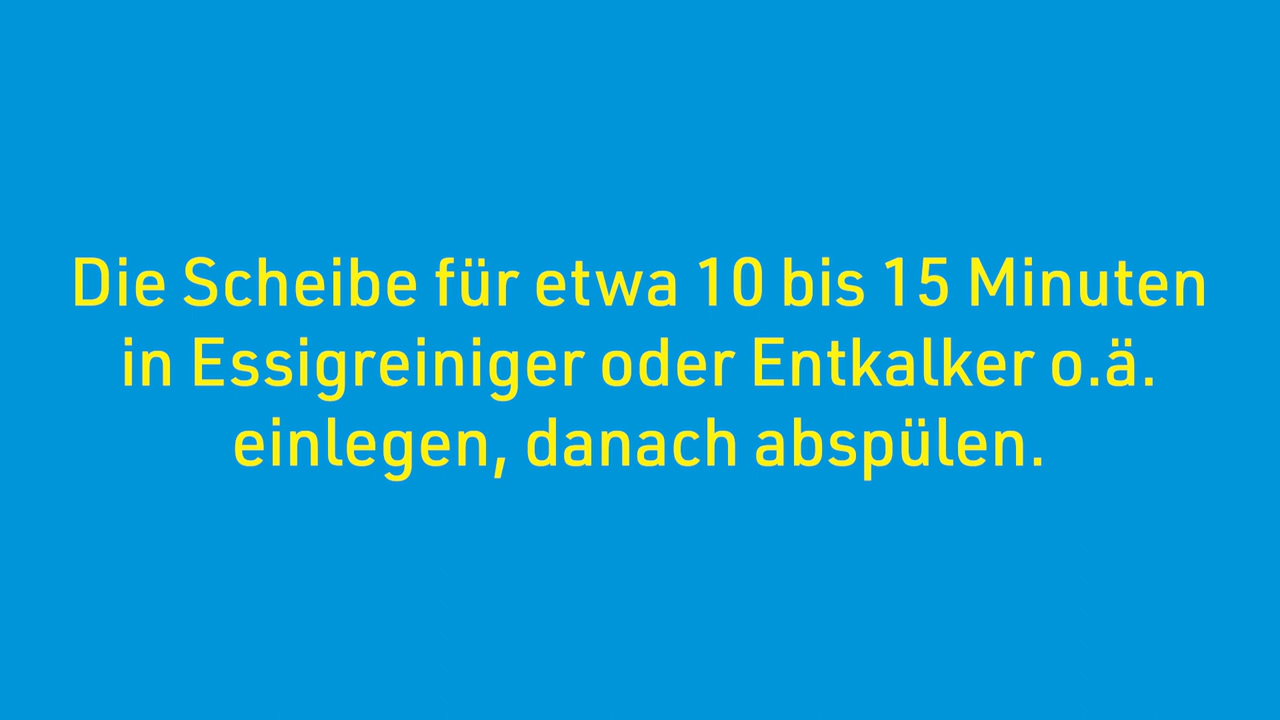 Die Scheibe für etwa 10 bis 15 Minuten
in Essigreiniger oder Entkalker o.ä.
einlegen, danach abspülen.